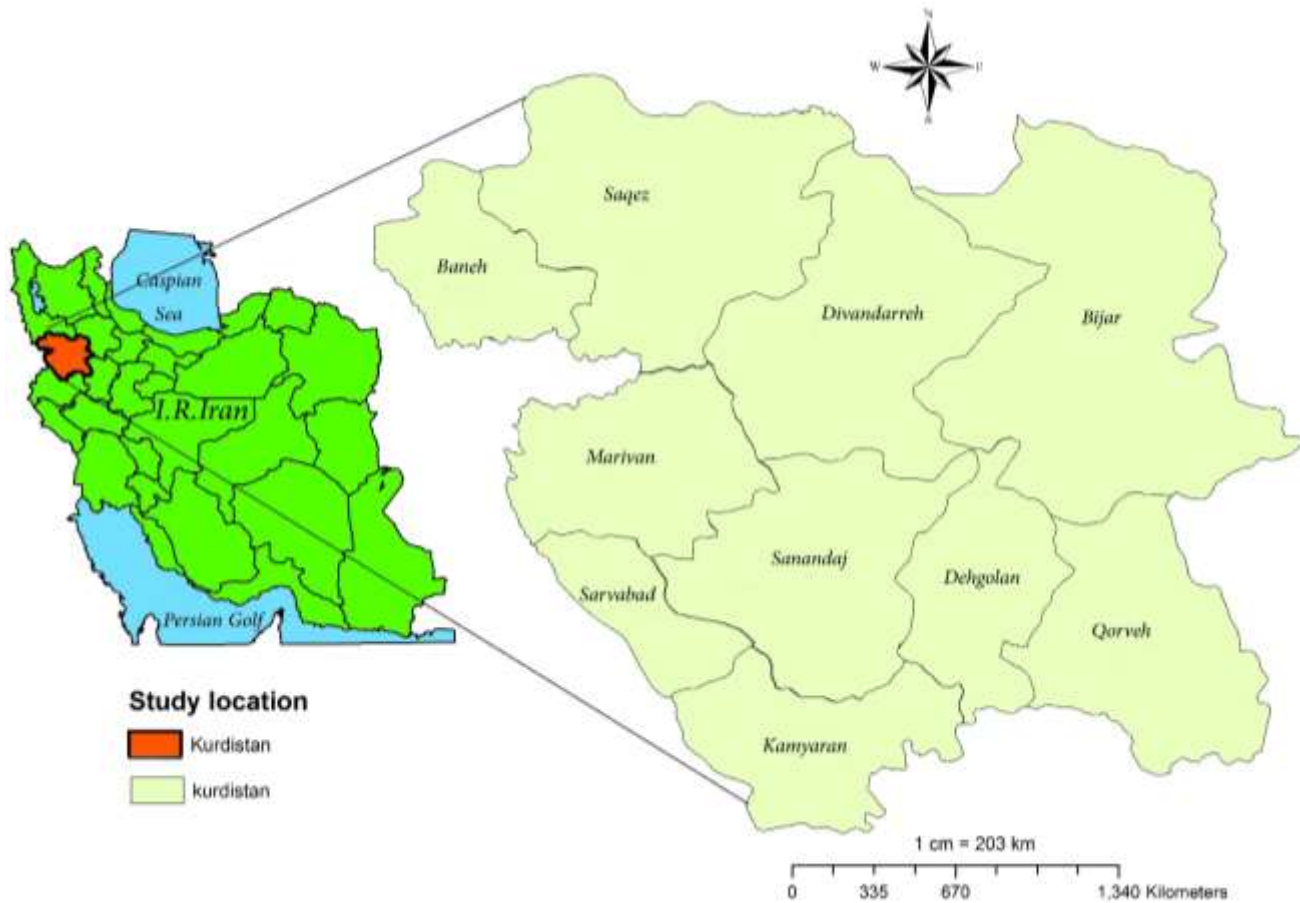 N
W
E
S
Saqez
Baneh
Caspian
Sea
Divandarreh
Bijar
I.R.Iran
Marivan
Sanandaj
Dehgolan
Sarvabad
Persian Golf
Qorveh
Study location
Kamyaran
Kurdistan
kurdistan
1 cm = 203 km
0 335 670 1,340 Kilometers